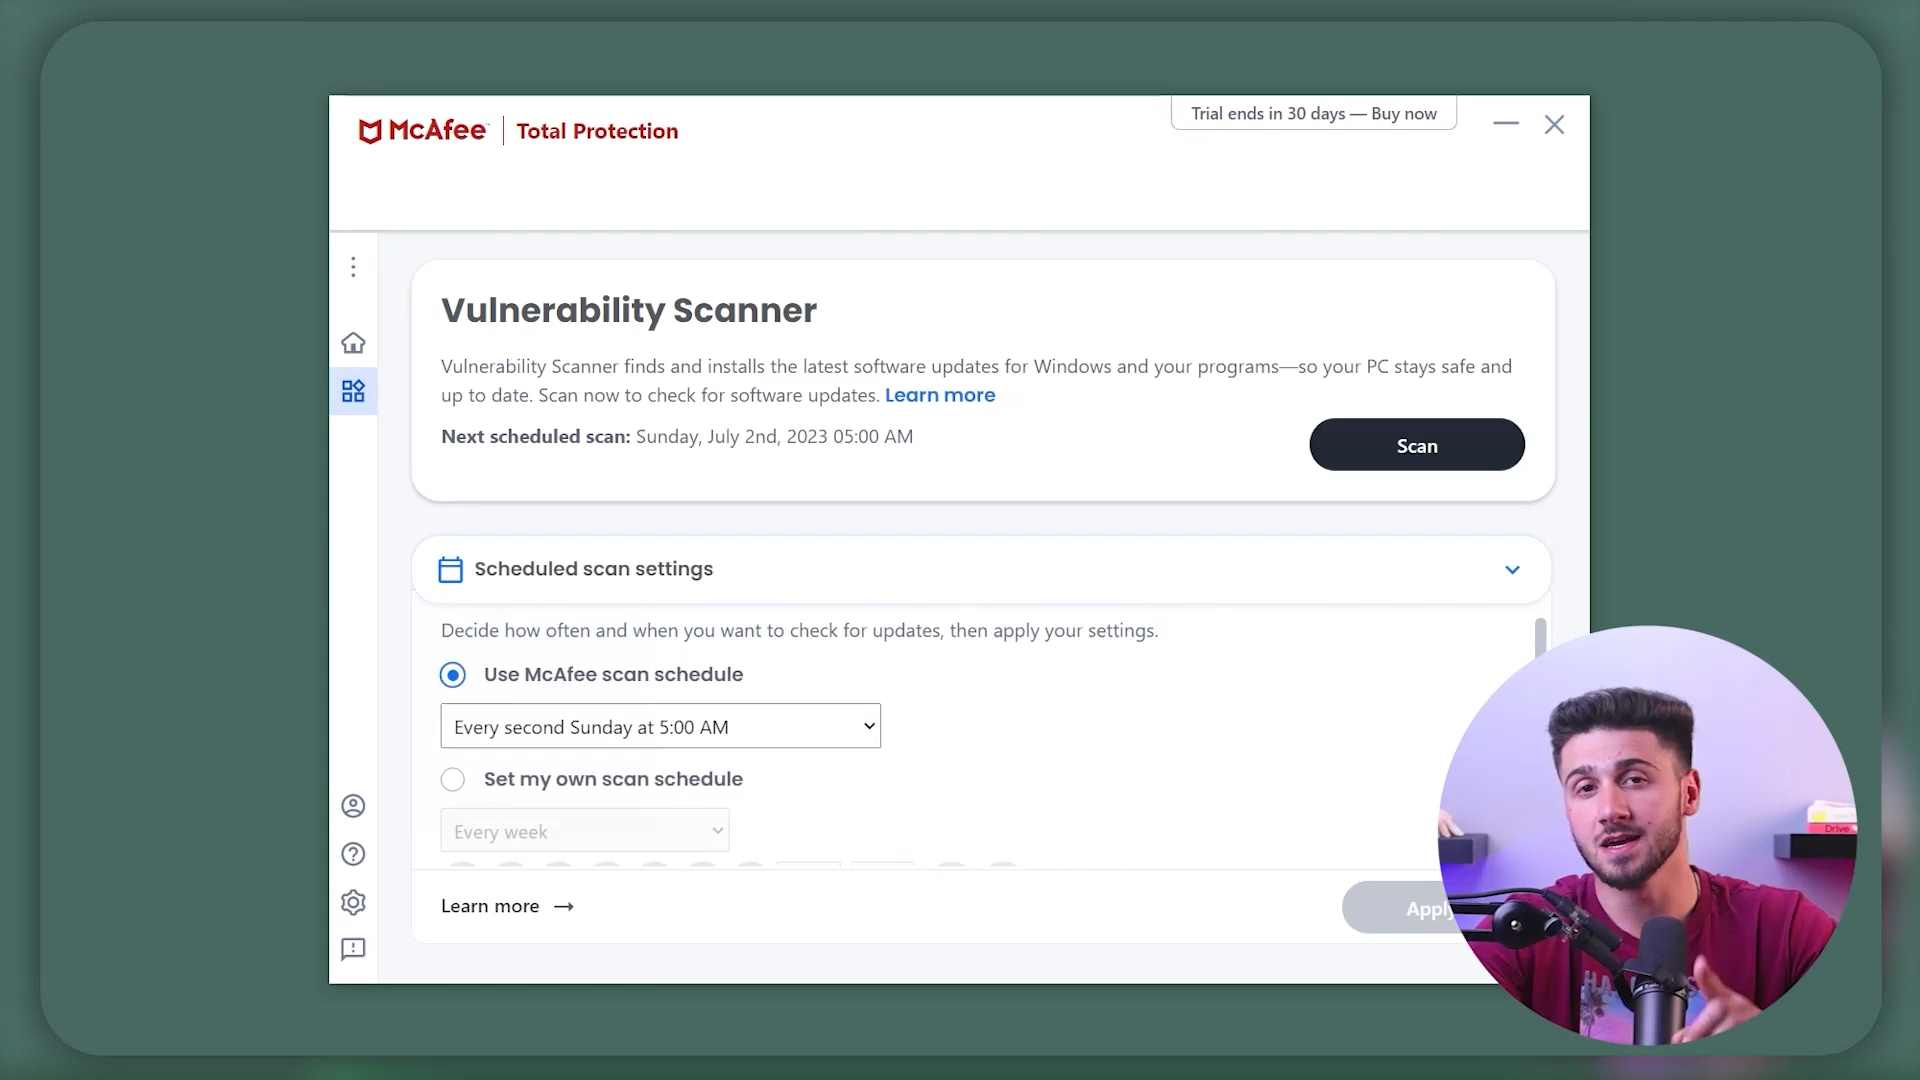 McAfee | Total Protection
Trial ends in 30 days — Buy now
Vulnerability Scanner
Vulnerability Scanner finds and installs the latest software updates for Windows and your programs—so your PC stays safe and
up to date. Scan now to check for software updates. Learn more
Next scheduled scan: Sunday, July 2nd, 2023 05:00 AM
Scan
Scheduled scan settings
Decide how often and when you want to check for updates, then apply your settings.
Use McAfee scan schedule
Every second Sunday at 5:00 AM
Set my own scan schedule
Every week
Learn more →
Apply
Drive